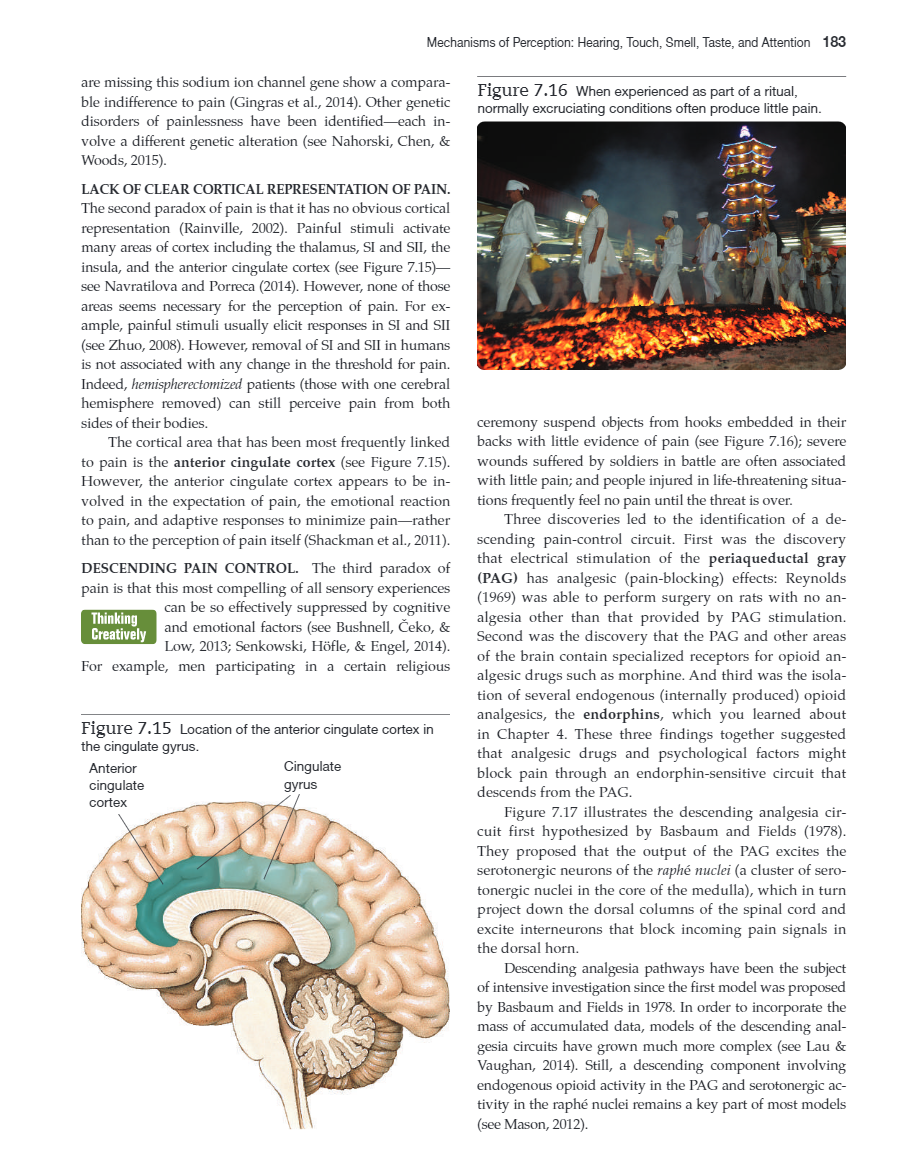 Mechanisms of Perception: Hearing, Touch, Smell, Taste, and Attention 183
are missing this sodium ion channel gene show a compara-
ble indifference to pain (Gingras et al., 2014). Other genetic
disorders of painlessness have been identified—each in-
volve a different genetic alteration (see Nahorski, Chen, &
Woods, 2015).
LACK OF CLEAR CORTICAL REPRESENTATION OF PAIN.
The second paradox of pain is that it has no obvious cortical
representation (Rainville, 2002). Painful stimuli activate
many areas of cortex including the thalamus, SI and SII, the
insula, and the anterior cingulate cortex (see Figure 7.15)—
see Navratilova and Porreca (2014). However, none of those
areas seems necessary for the perception of pain. For ex-
ample, painful stimuli usually elicit responses in SI and SII
(see Zhuo, 2008). However, removal of SI and SII in humans
is not associated with any change in the threshold for pain.
Indeed, hemispherectomized patients (those with one cerebral
hemisphere removed) can still perceive pain from both
sides of their bodies.
The cortical area that has been most frequently linked
to pain is the anterior cingulate cortex (see Figure 7.15).
However, the anterior cingulate cortex appears to be in-
volved in the expectation of pain, the emotional reaction
to pain, and adaptive responses to minimize pain—rather
than to the perception of pain itself (Shackman et al., 2011).
DESCENDING PAIN CONTROL. The third paradox of
pain is that this most compelling of all sensory experiences
can be so effectively suppressed by cognitive
and emotional factors (see Bushnell, Čeko, &
Low, 2013; Senkowski, Höfle, & Engel, 2014).
Thinking
Creatively
For example, men participating in a certain religious
Figure 7.15 Location of the anterior cingulate cortex in
the cingulate gyrus.
Anterior
cingulate
cortex
Cingulate
gyrus
Figure 7.16 When experienced as part of a ritual,
normally excruciating conditions often produce little pain.
ceremony suspend objects from hooks embedded in their
backs with little evidence of pain (see Figure 7.16); severe
wounds suffered by soldiers in battle are often associated
with little pain; and people injured in life-threatening situa-
tions frequently feel no pain until the threat is over.
Three discoveries led to the identification of a de-
scending pain-control circuit. First was the discovery
that electrical stimulation of the periaqueductal gray
(PAG) has analgesic (pain-blocking) effects: Reynolds
(1969) was able to perform surgery on rats with no an-
algesia other than that provided by PAG stimulation.
Second was the discovery that the PAG and other areas
of the brain contain specialized receptors for opioid an-
algesic drugs such as morphine. And third was the isola-
tion of several endogenous (internally produced) opioid
analgesics, the endorphins, which you learned about
in Chapter 4. These three findings together suggested
that analgesic drugs and psychological factors might
block pain through an endorphin-sensitive circuit that
descends from the PAG.
Figure 7.17 illustrates the descending analgesia cir-
cuit first hypothesized by Basbaum and Fields (1978).
They proposed that the output of the PAG excites the
serotonergic neurons of the raphé nuclei (a cluster of sero-
tonergic nuclei in the core of the medulla), which in turn
project down the dorsal columns of the spinal cord and
excite interneurons that block incoming pain signals in
the dorsal horn.
Descending analgesia pathways have been the subject
of intensive investigation since the first model was proposed
by Basbaum and Fields in 1978. In order to incorporate the
mass of accumulated data, models of the descending anal-
gesia circuits have grown much more complex (see Lau &
Vaughan, 2014). Still, a descending component involving
endogenous opioid activity in the PAG and serotonergic ac-
tivity in the raphé nuclei remains a key part of most models
(see Mason, 2012).